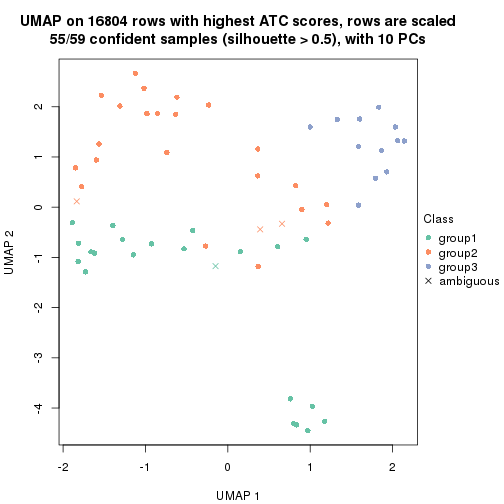 UMAP on 16804 rows with highest ATC scores, rows are scaled
55/59 confident samples (silhouette > 0.5), with 10 PCs
2
1
0
-1
-2
-3
-4
UMAP 2
-2
-1
0
1
2
UMAP 1
Class
group1
group2
group3
ambiguous